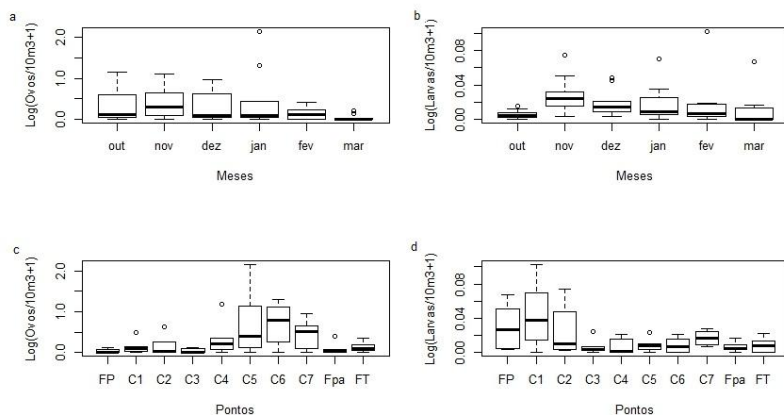 a
Log(Ovos/10m3+1)
0.0 1.0 2.0
out nov dez jan fev mar
Meses
b
Log(Larvas/10m3+1)
0.00 0.04 0.08
out nov dez jan fev mar
Meses
c
Log(Ovos/10m3+1)
0.0 1.0 2.0
FP C1 C2 C3 C4 C5 C6 C7 Fpa FT
Pontos
d
Log(Larvas/10m3+1)
0.00 0.04 0.08
FP C1 C2 C3 C4 C5 C6 C7 Fpa FT
Pontos